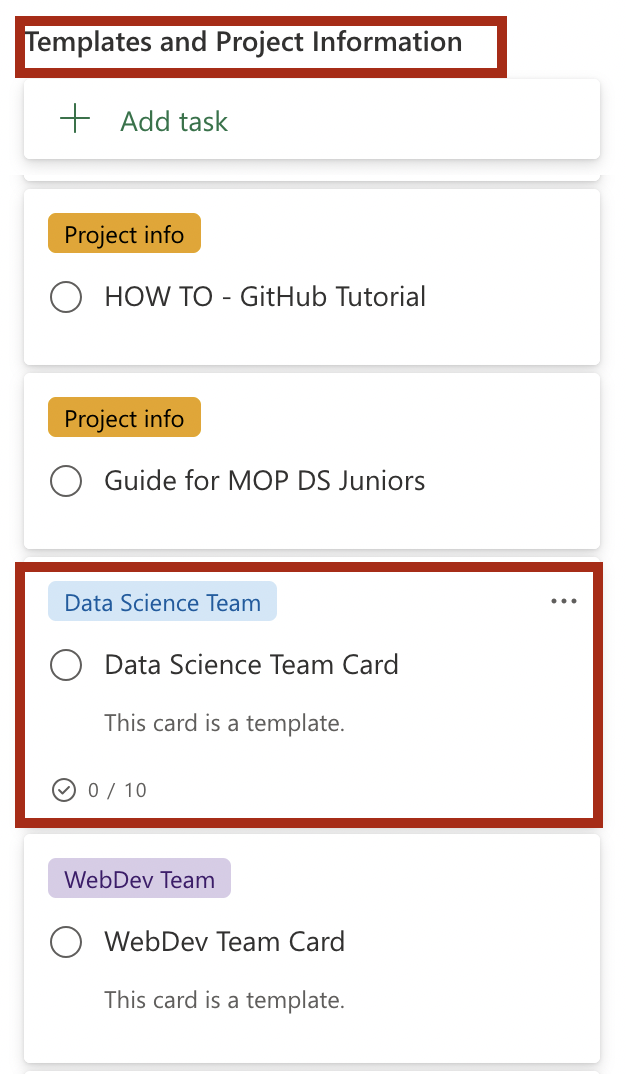 Templates and Project Information
Add task
Project info
HOW TO - GitHub Tutorial
Project info
Guide for MOP DS Juniors
Data Science Team
Data Science Team Card
This card is a template.
0 / 10
WebDev Team
WebDev Team Card
This card is a template.